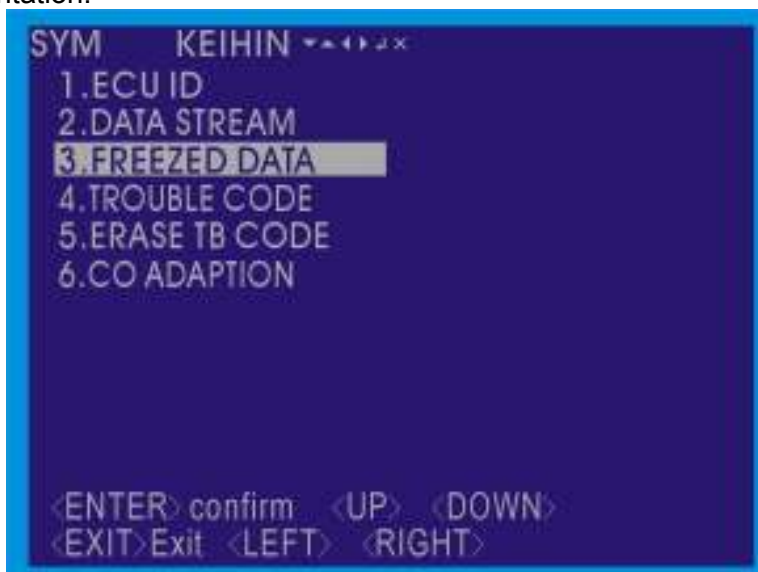 itation.
SYM KEIHIN ▾▴◂▸↲×
1.ECU ID
2.DATA STREAM
3.FREEZED DATA
4.TROUBLE CODE
5.ERASE TB CODE
6.CO ADAPTION
<ENTER> confirm <UP> <DOWN>
<EXIT>Exit <LEFT> <RIGHT>